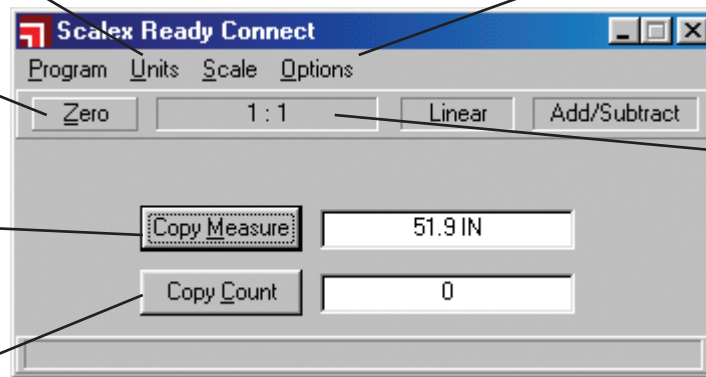 Scalex Ready Connect
Program Units Scale Options
Zero 1 : 1 Linear Add/Subtract
Copy Measure 51.9 IN
Copy Count 0